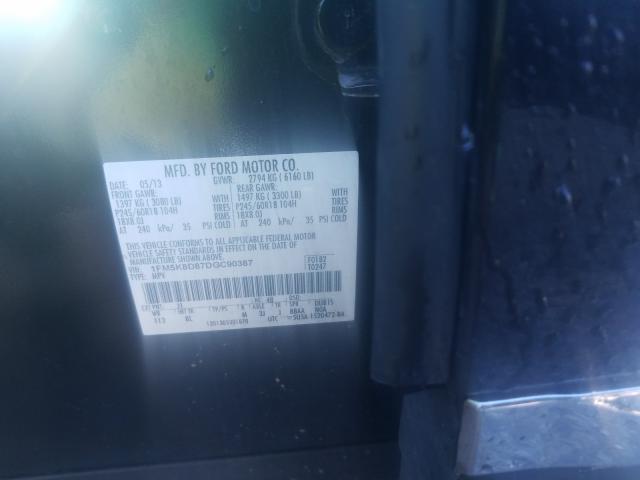 MFD. BY FORD MOTOR CO.
DATE: 05/13 GVWR: 2794 KG ( 6160 LB)
FRONT GAWR: REAR GAWR:
1397 KG ( 3080 LB) WITH 1497 KG ( 3300 LB) WITH
P245/60R18 104H TIRES P245/60R18 104H TIRES
18X8.0J RIMS 18X8.0J RIMS
AT 240 kPa/ 35 PSI COLD AT 240 kPa/ 35 PSI COLD
THIS VEHICLE CONFORMS TO ALL APPLICABLE FEDERAL MOTOR
VEHICLE SAFETY STANDARDS IN EFFECT ON THE DATE OF
MANUFACTURE SHOWN ABOVE.
VIN: 1FM5K8D87DGC90387 F0182
TYPE: MPV T0247
UTC